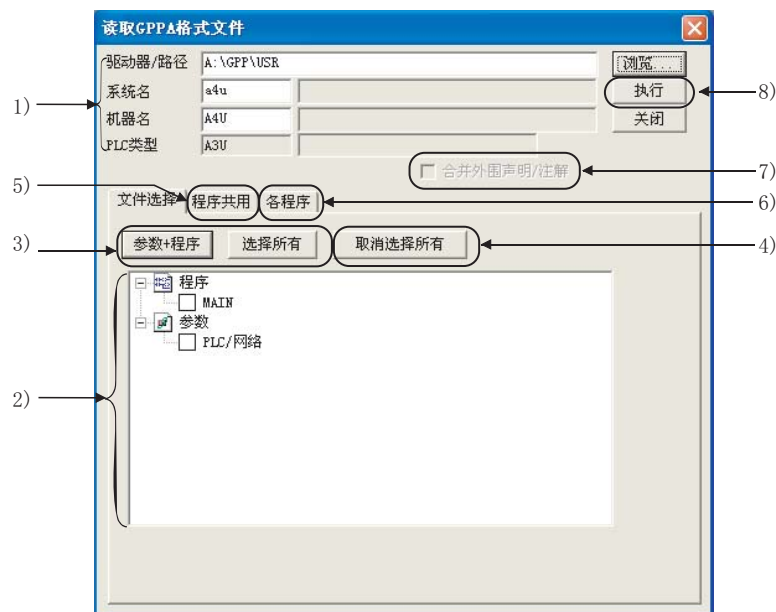 读取GPPA格式文件
驱动器/路径 A:\GPP\USR 浏览...
1) 系统名 a4u 执行 8)
机器名 A4U 关闭
PLC类型 A3U
合并外围声明/注解 7)
5) 文件选择 程序共用 各程序 6)
3) 参数+程序 选择所有 取消选择所有 4)
程序
MAIN
参数
PLC/网络
2)